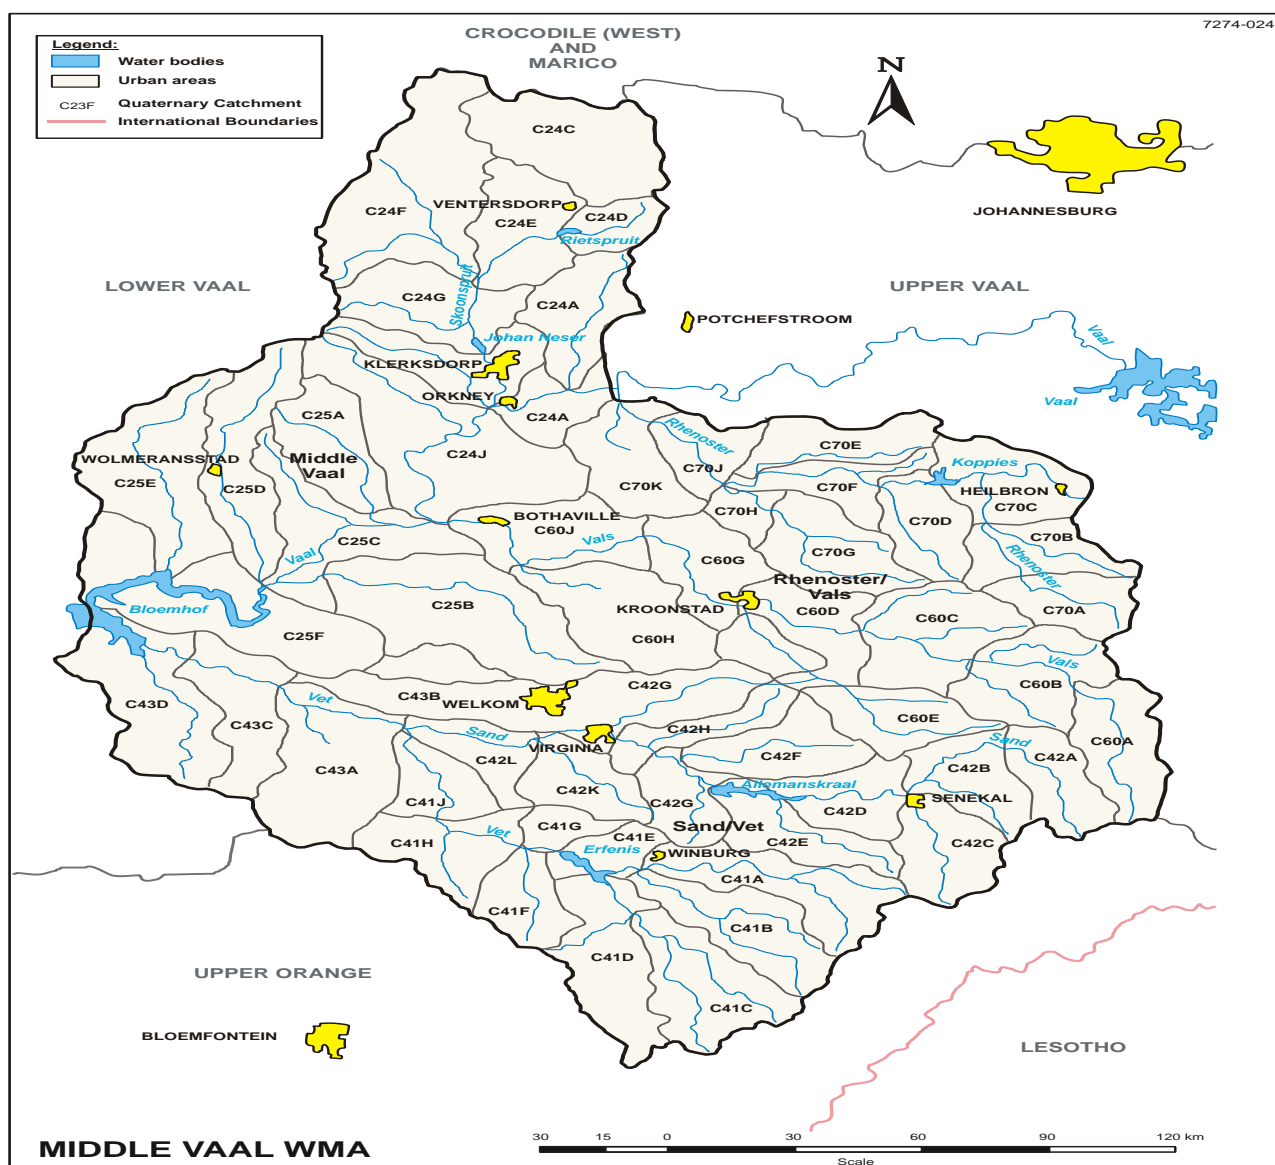 7274-024
Legend:
Water bodies
Urban areas
C23F Quaternary Catchment
International Boundaries
CROCODILE (WEST)
AND
MARICO
N
JOHANNESBURG
C24C
VENTERSDORP
C24F
C24E
C24D
Rietspruit
LOWER VAAL
UPPER VAAL
Skoonspruit
C24G
C24A
POTCHEFSTROOM
Vaal
Johan Neser
KLERKSDORP
ORKNEY
Vaal
C25A
C24A
Rhenoster
C70E
WOLMERANSSTAD
Middle
Vaal
C24J
C70J
Koppies
C25E
C25D
C70K
C70F
HEILBRON
C70C
BOTHAVILLE
C60J
C70H
C70D
C70B
Vaal
C25C
Vals
C60G
C70G
Rhenoster
Rhenoster/
Vals
Bloemhof
C25B
KROONSTAD
C60D
C60C
C70A
C25F
C60H
Vals
C60B
C43D
C43C
Vet
C43B
WELKOM
C42G
C60E
C60A
Sand
VIRGINIA
C42H
Sand
C43A
C42L
C42F
C42B
C42A
C41J
C42K
C42G
Allemanskraal
C42D
SENEKAL
C41H
Vet
C41G
C41E
Sand/Vet
C42E
C42C
Erfenis
WINBURG
C41A
C41F
C41B
C41D
UPPER ORANGE
C41C
BLOEMFONTEIN
LESOTHO
MIDDLE VAAL WMA
30 15 0 30 60 90 120 km
Scale